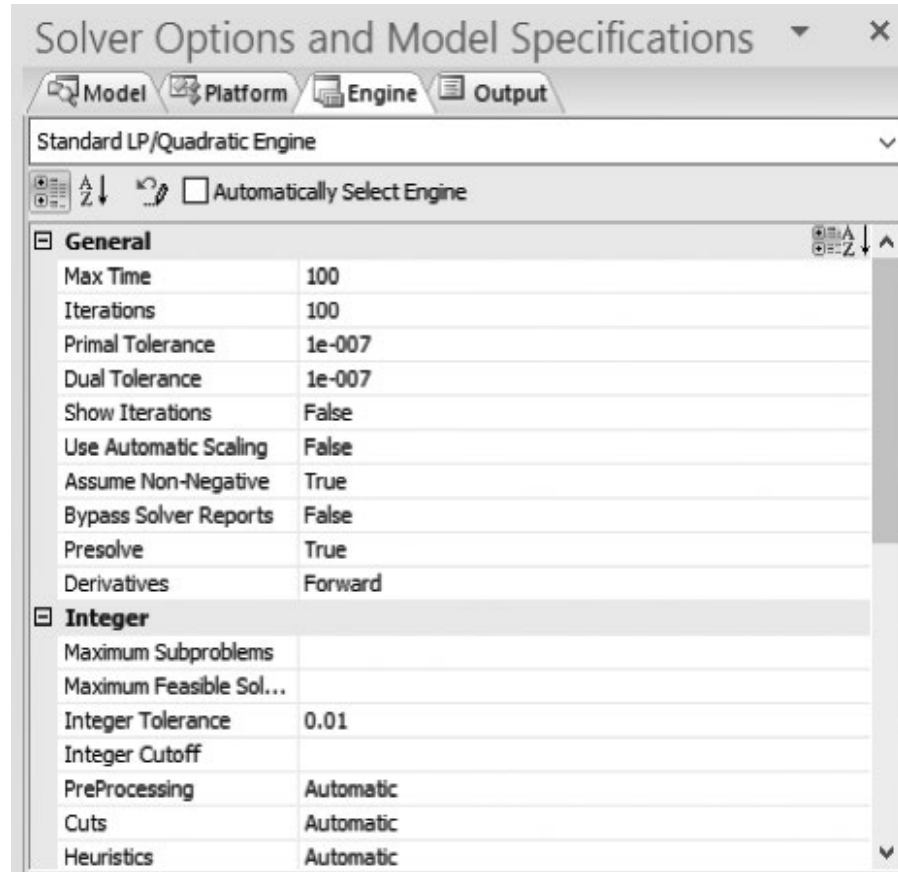 Solver Options and Model Specifications
Model Platform Engine Output
Standard LP/Quadratic Engine
Automatically Select Engine
General
Max Time 100
Iterations 100
Primal Tolerance 1e-007
Dual Tolerance 1e-007
Show Iterations False
Use Automatic Scaling False
Assume Non-Negative True
Bypass Solver Reports False
Presolve True
Derivatives Forward
Integer
Maximum Subproblems
Maximum Feasible Sol...
Integer Tolerance 0.01
Integer Cutoff
PreProcessing Automatic
Cuts Automatic
Heuristics Automatic